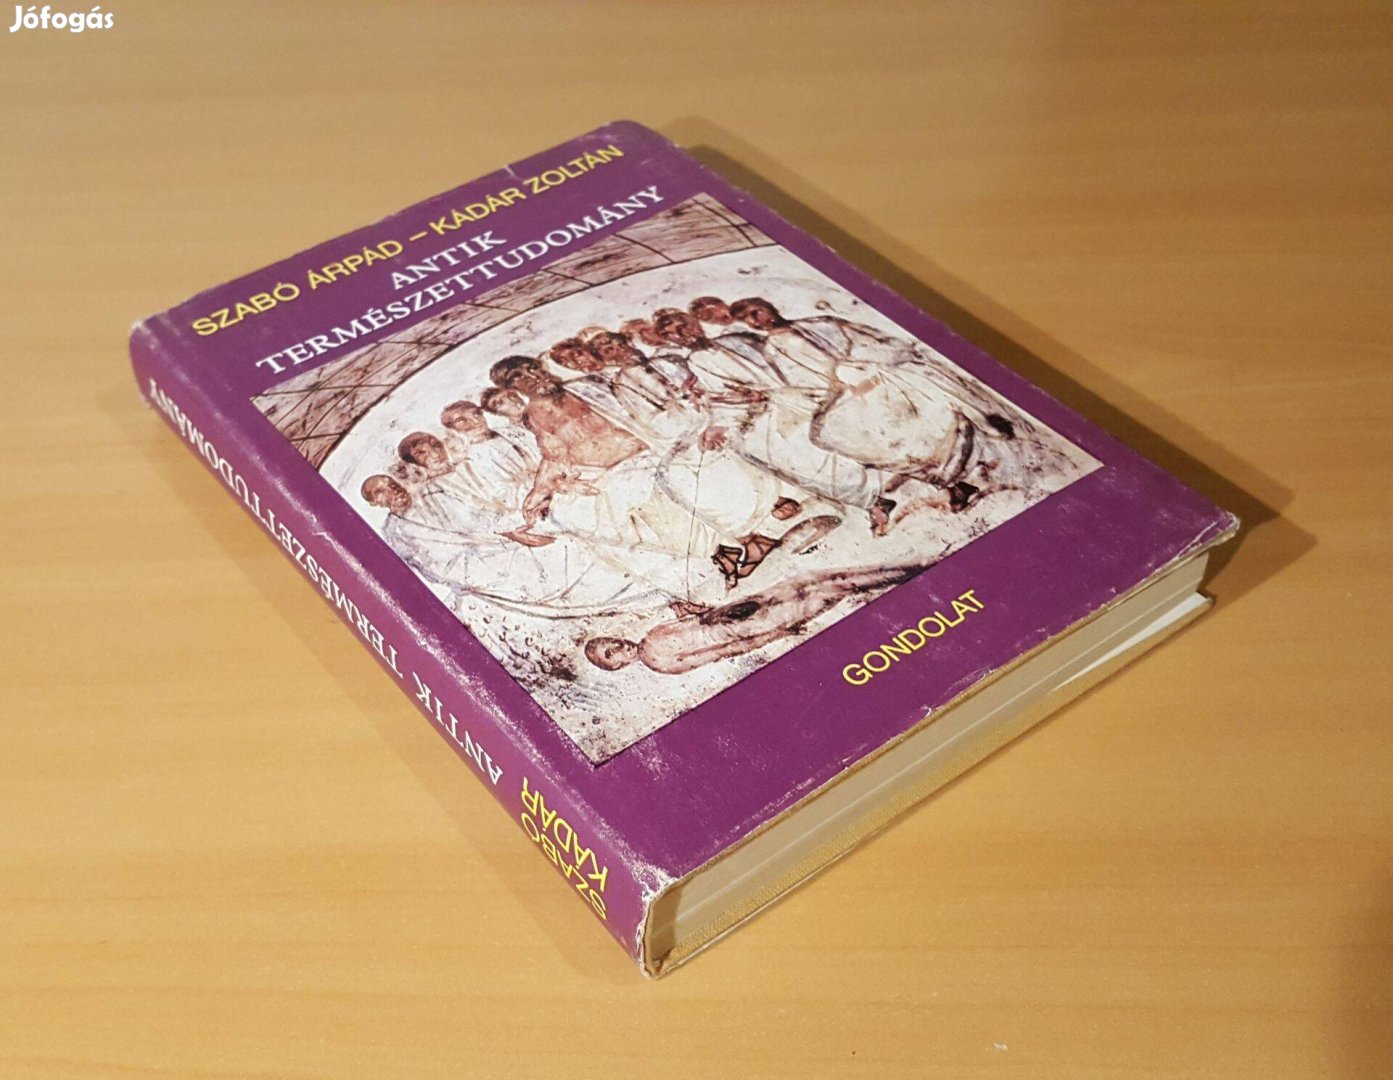 Jófogás
SZABÓ ÁRPÁD – KÁDÁR ZOLTÁN
ANTIK
TERMÉSZETTUDOMÁNY
GONDOLAT
SZABÓ
KÁDÁR
ANTIK TERMÉSZETTUDOMÁNY